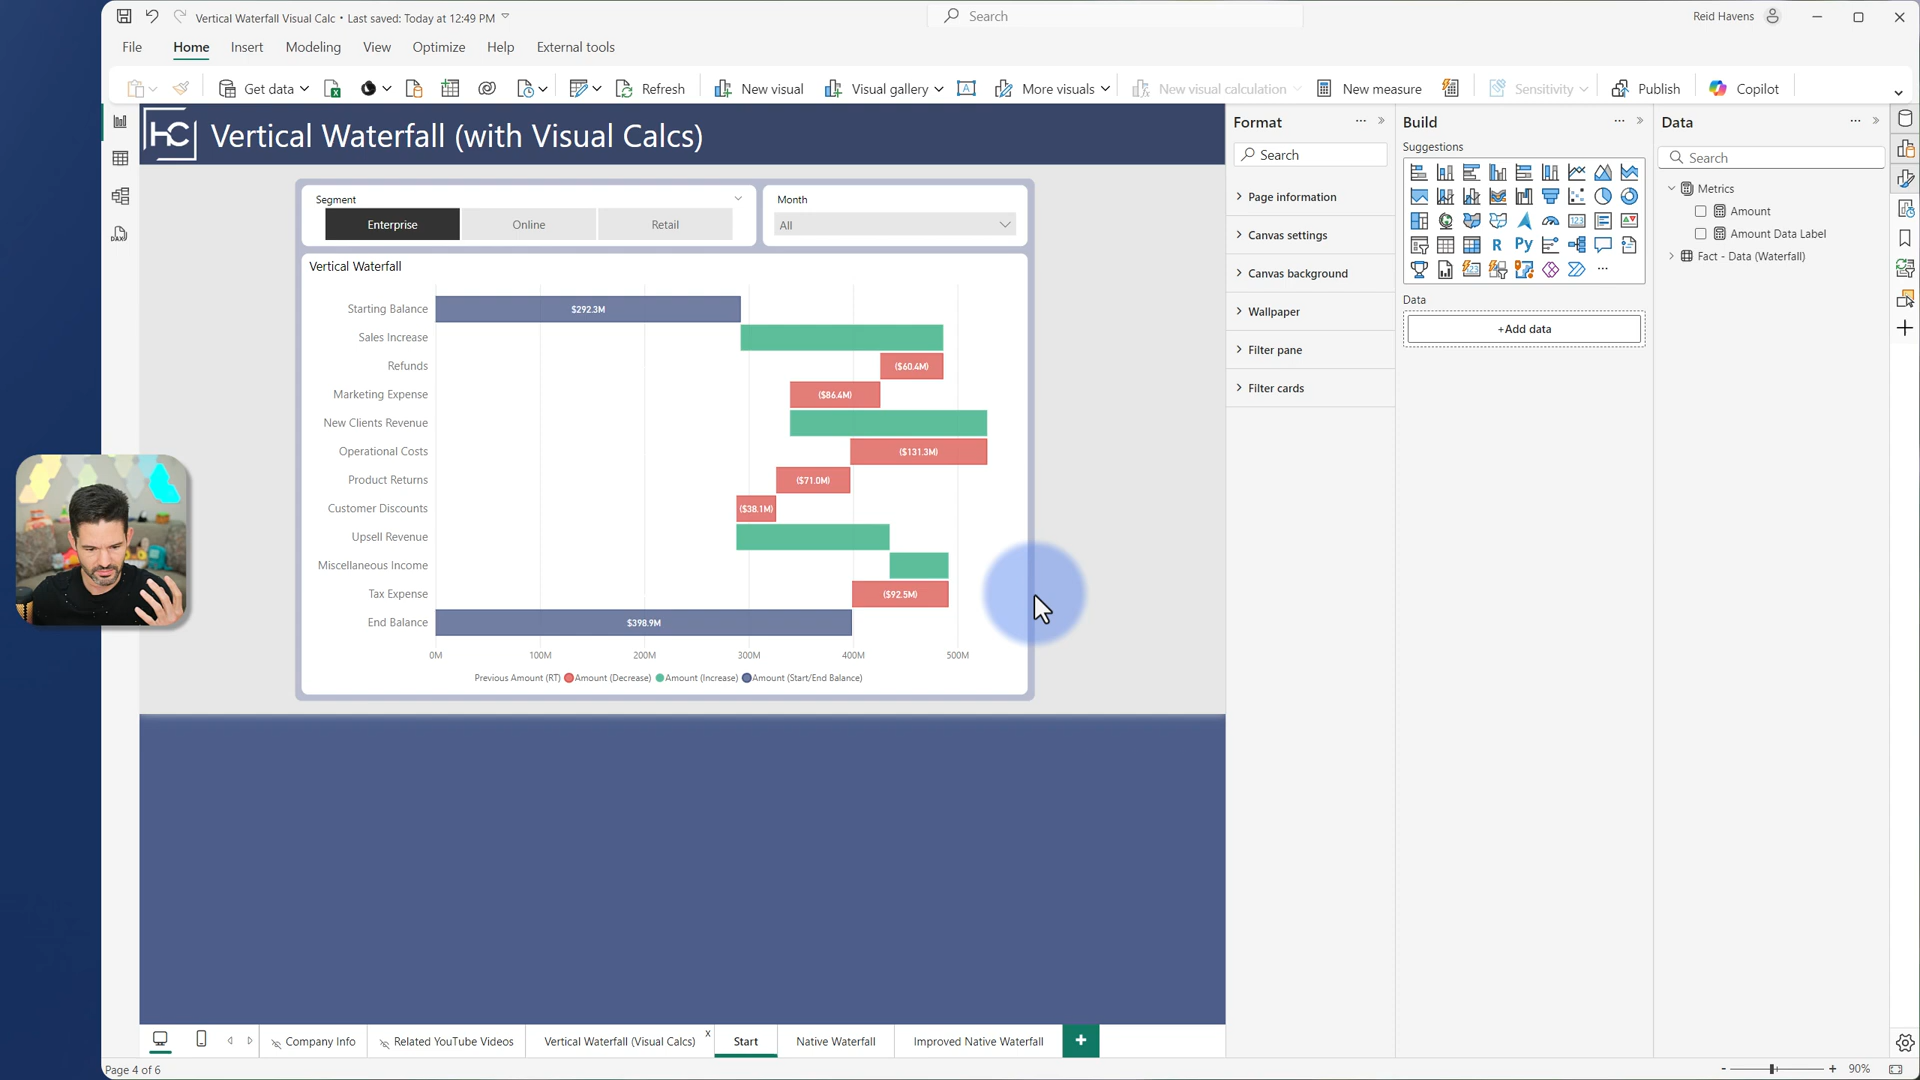 Vertical Waterfall Visual Calc • Last saved: Today at 12:49 PM
Search
Reid Havens
File
Home
Insert
Modeling
View
Optimize
Help
External tools
Get data
Refresh
New visual
Visual gallery
More visuals
New visual calculation
New measure
Sensitivity
Publish
Copilot
HC
Vertical Waterfall (with Visual Calcs)
Segment
Enterprise
Online
Retail
Month
All
Vertical Waterfall
Starting Balance
$292.3M
Sales Increase
Refunds
($60.4M)
Marketing Expense
($86.4M)
New Clients Revenue
Operational Costs
($131.3M)
Product Returns
($71.0M)
Customer Discounts
($38.1M)
Upsell Revenue
Miscellaneous Income
Tax Expense
($92.5M)
End Balance
$398.9M
0M 100M 200M 300M 400M 500M
Previous Amount (RT) Amount (Decrease) Amount (Increase) Amount (Start/End Balance)
Format
Search
Page information
Canvas settings
Canvas background
Wallpaper
Filter pane
Filter cards
Build
Suggestions
R
Py
123
Data
+Add data
Data
Search
Metrics
Amount
Amount Data Label
Fact - Data (Waterfall)
DAX
Company Info
Related YouTube Videos
Vertical Waterfall (Visual Calcs)
x
Start
Native Waterfall
Improved Native Waterfall
+
Page 4 of 6
- + 90%